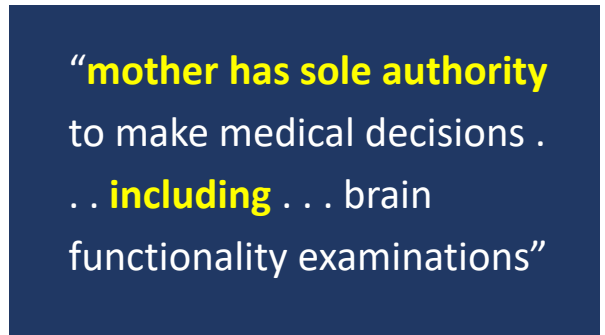 “mother has sole authority
to make medical decisions .
. . including . . . brain
functionality examinations”